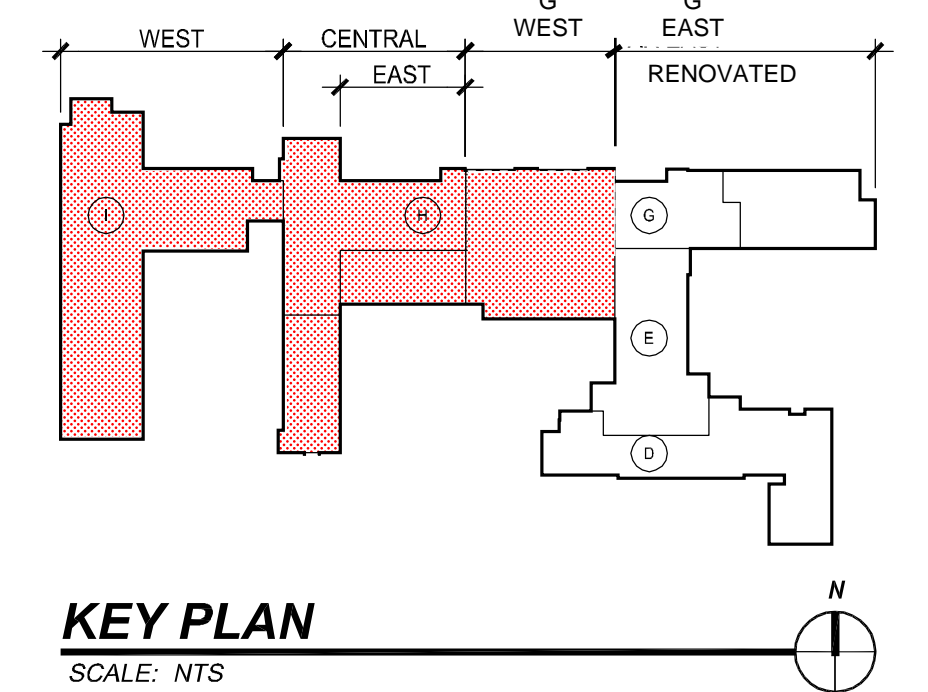 G
G
WEST
EAST
WEST
CENTRAL
EAST
RENOVATED
I
H
G
E
D
N
KEY PLAN
SCALE: NTS